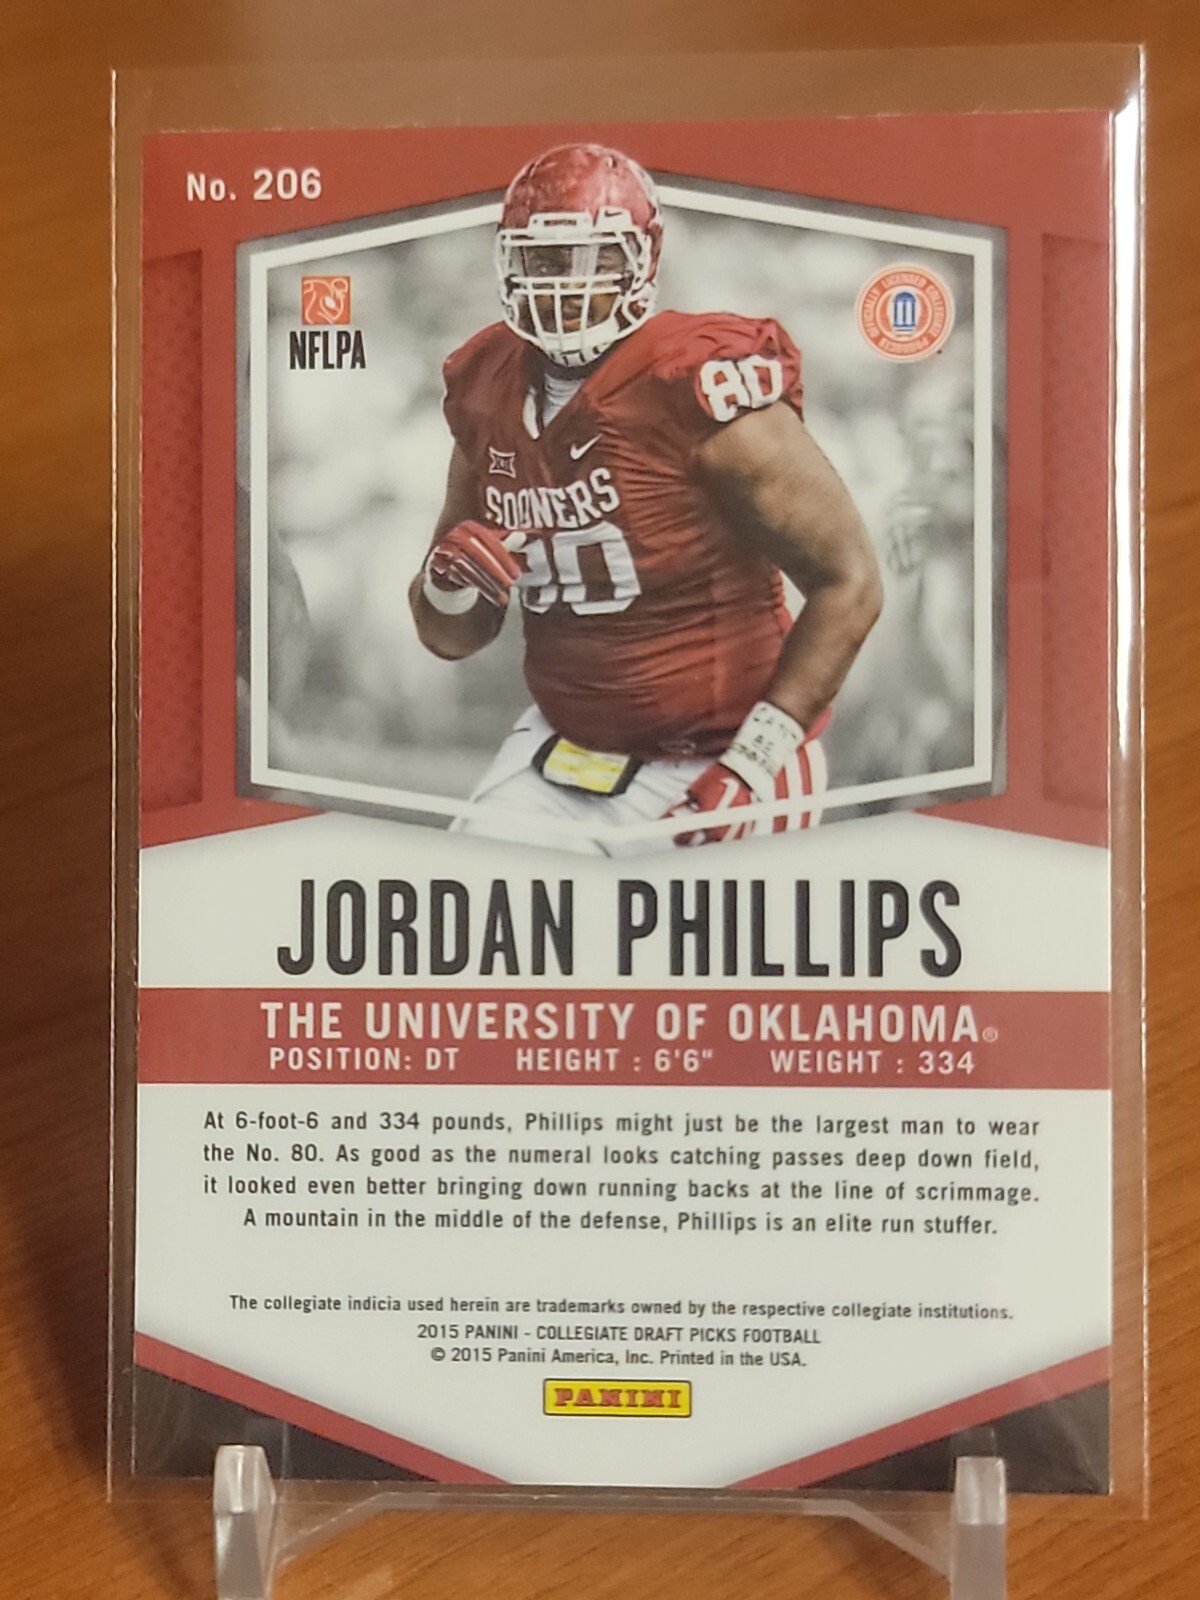 No. 206
NFLPA
OFFICIALLY LICENSED COLLEGIATE PRODUCTS
80
SOONERS
80
JORDAN PHILLIPS
THE UNIVERSITY OF OKLAHOMA®
POSITION: DT HEIGHT : 6'6" WEIGHT : 334
At 6-foot-6 and 334 pounds, Phillips might just be the largest man to wear
the No. 80. As good as the numeral looks catching passes deep down field,
it looked even better bringing down running backs at the line of scrimmage.
A mountain in the middle of the defense, Phillips is an elite run stuffer.
The collegiate indicia used herein are trademarks owned by the respective collegiate institutions.
2015 PANINI - COLLEGIATE DRAFT PICKS FOOTBALL
© 2015 Panini America, Inc. Printed in the USA.
PANINI